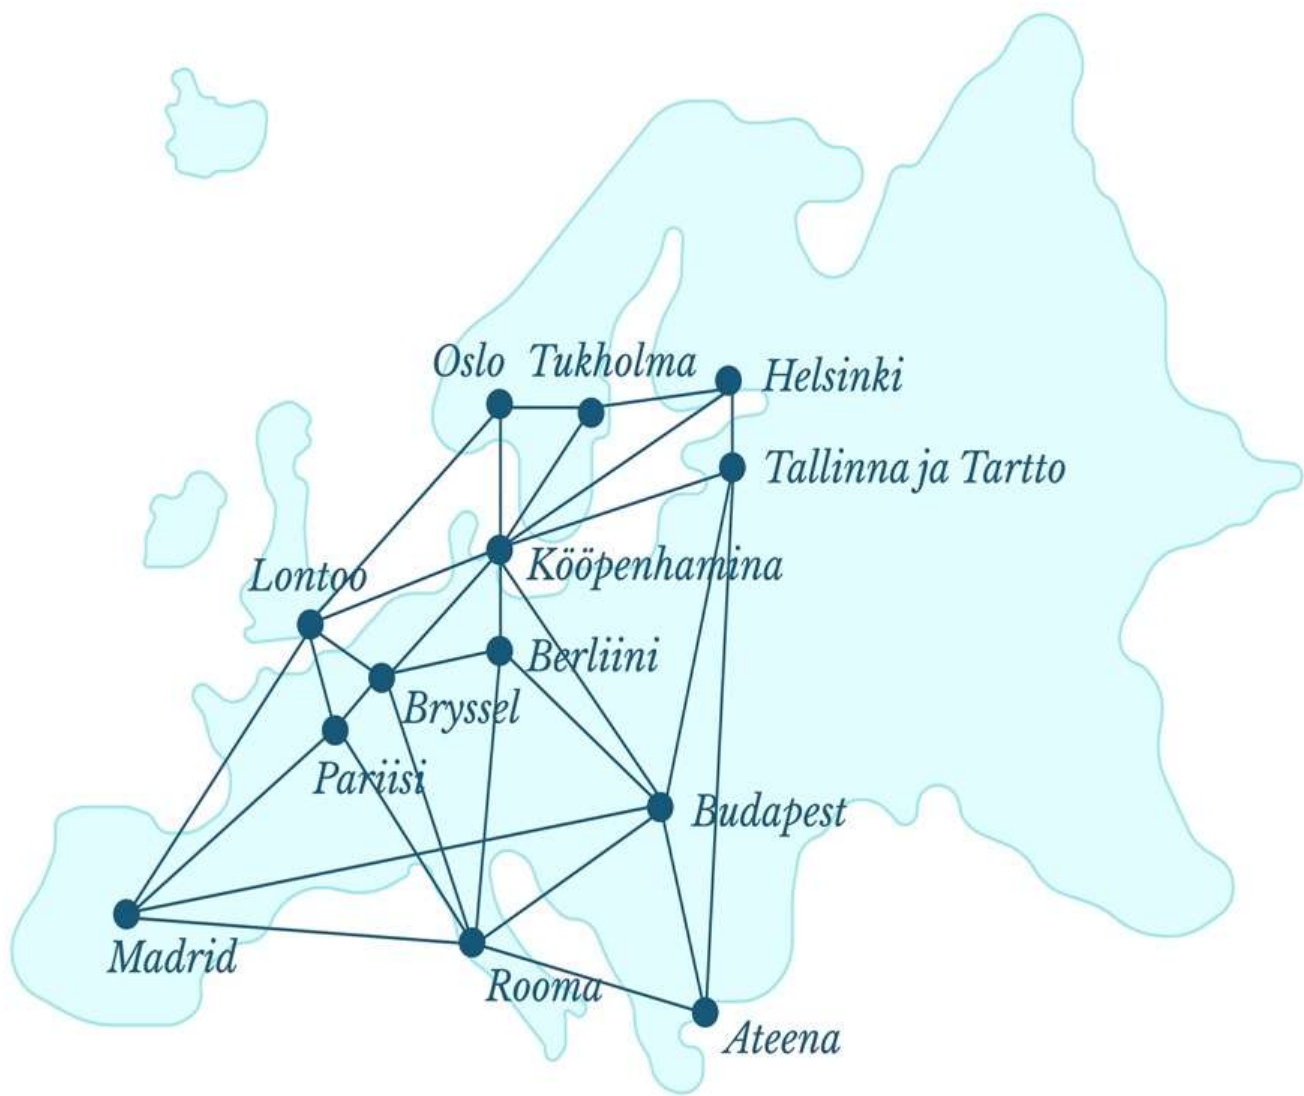 Oslo Tukholma
Helsinki
Tallinna ja Tartto
Kööpenhamina
Lontoo
Berliini
Bryssel
Pariisi
Budapest
Madrid
Rooma
Ateena